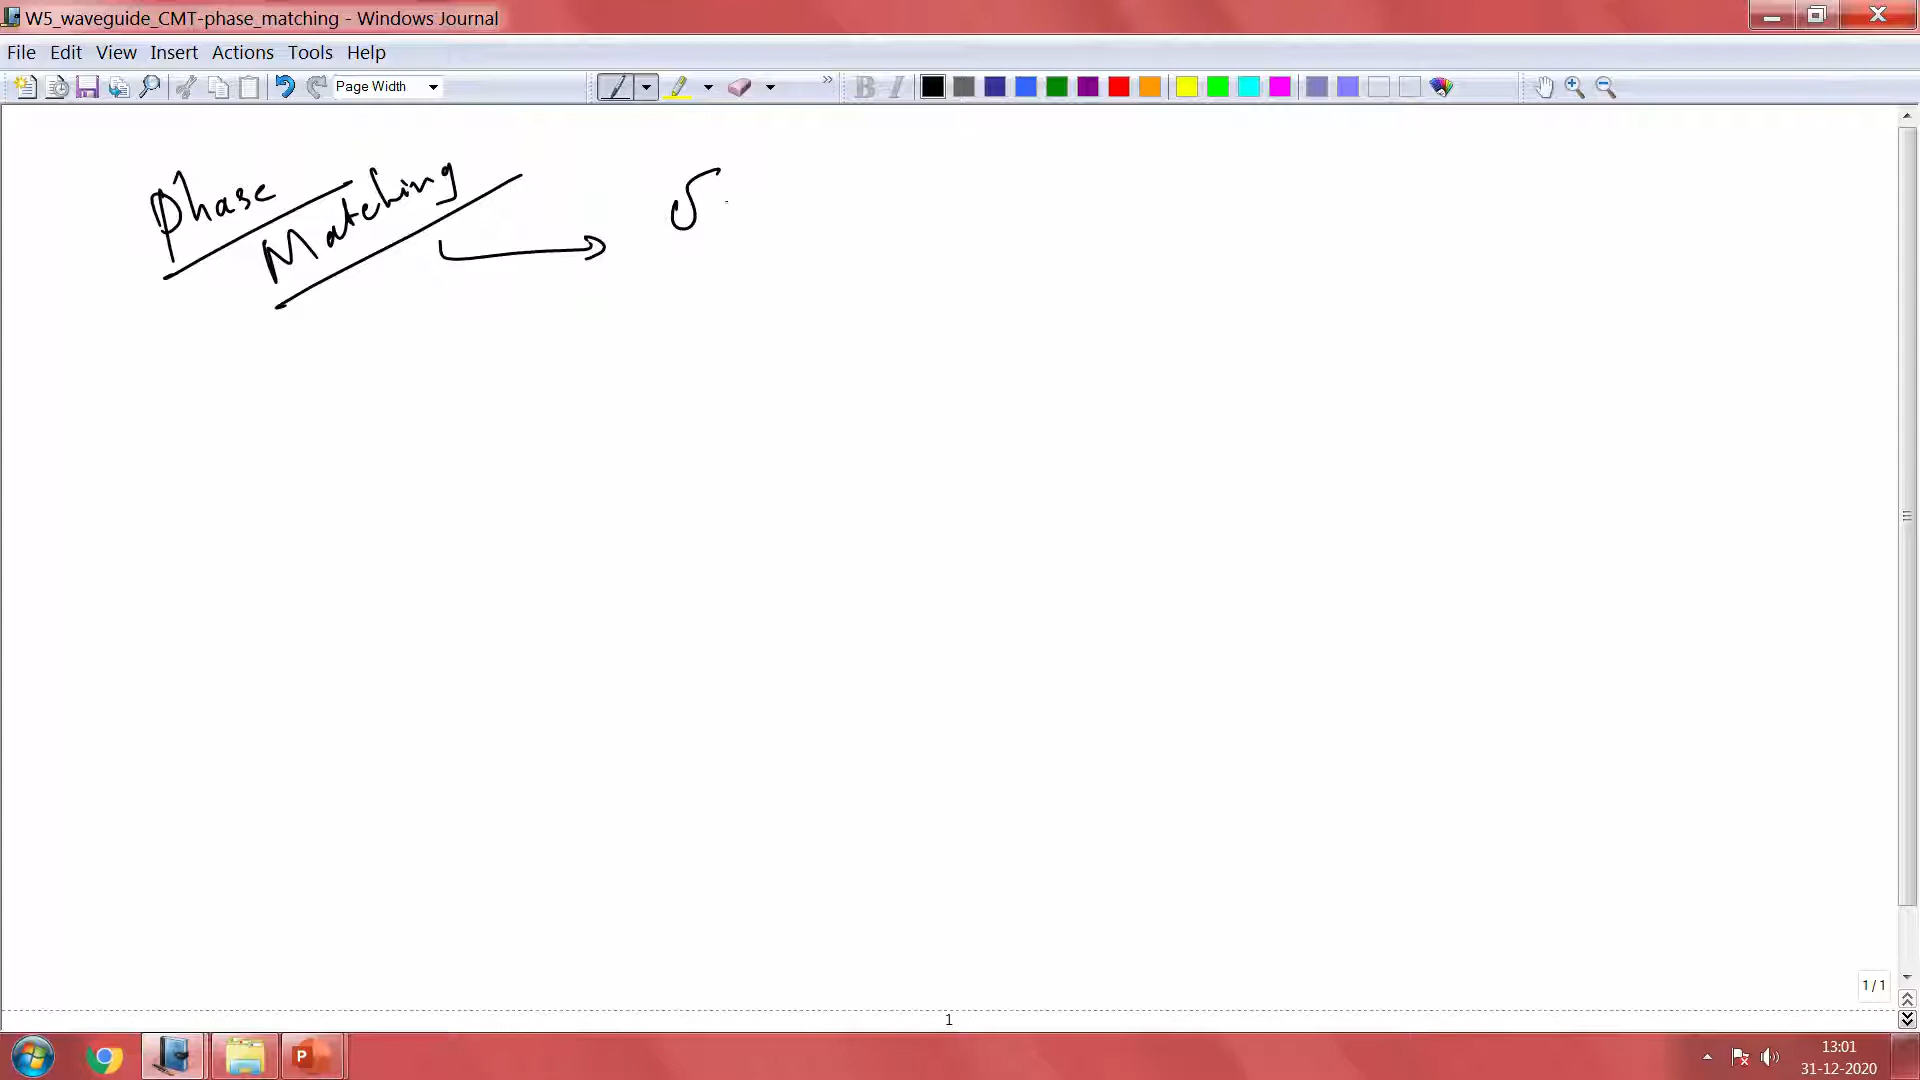 W5_waveguide_CMT-phase_matching - Windows Journal
File Edit View Insert Actions Tools Help
Page Width
B I
Phase
Matching
δ
1 / 1
1
P
13:01
31-12-2020